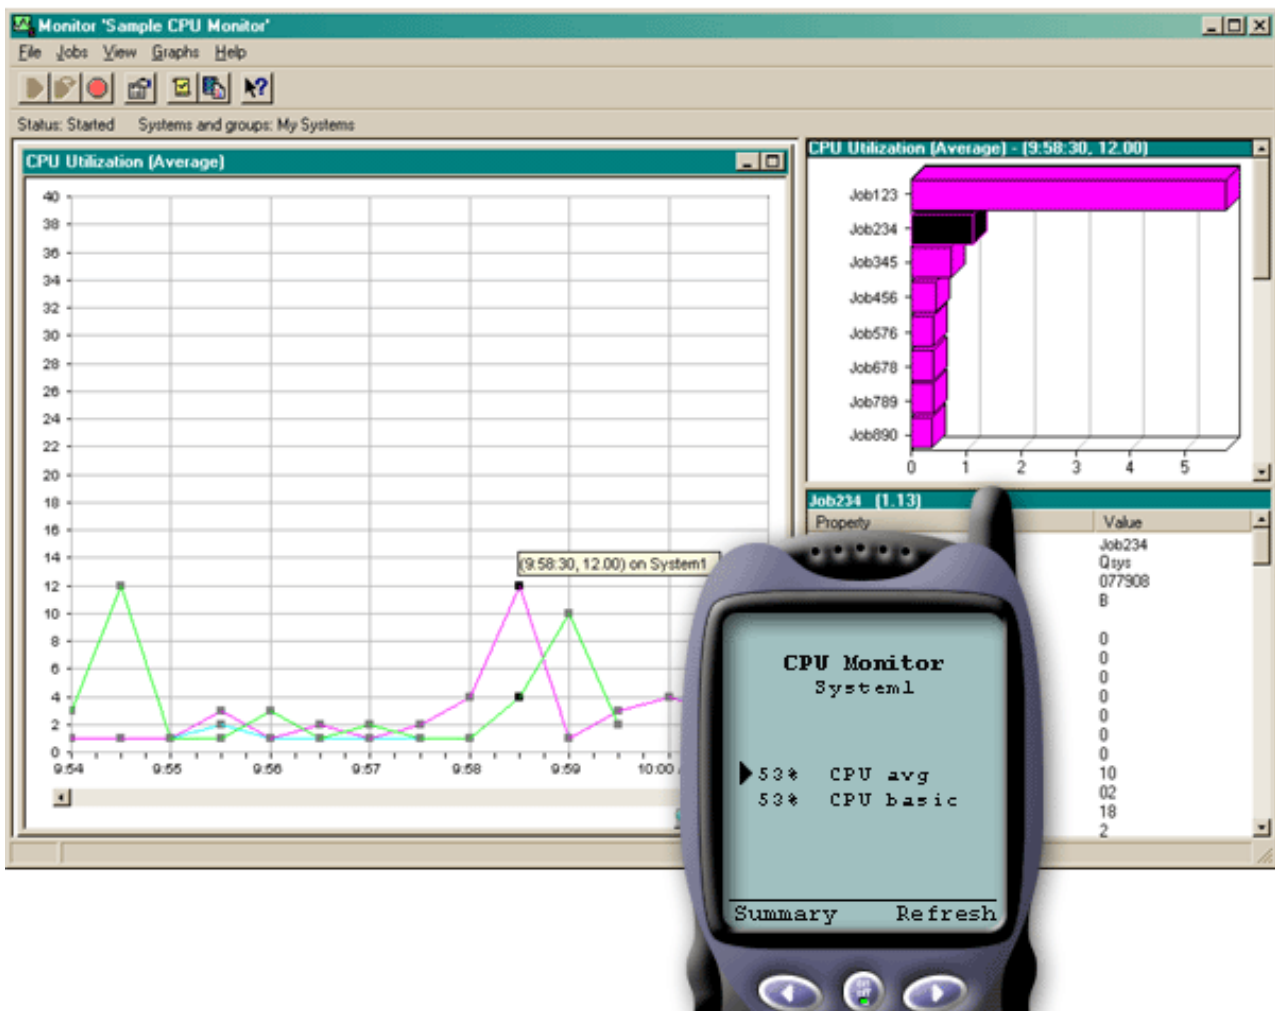 Monitor 'Sample CPU Monitor'
File Jobs View Graphs Help
Status: Started Systems and groups: My Systems
CPU Utilization (Average)
40
38
36
34
32
30
28
26
24
22
20
18
16
14
12
10
8
6
4
2
0
(9:58:30, 12.00) on System1
9:54 9:55 9:56 9:57 9:58 9:59 10:00
CPU Utilization (Average) - (9:58:30, 12.00)
Job123
Job234
Job345
Job456
Job576
Job678
Job789
Job890
0 1 2 3 4 5
Job234 (1.13)
Property Value
Job234
Qsys
077908
B
0
0
0
0
0
0
0
10
02
18
2
CPU Monitor
System1
53% CPU avg
53% CPU basic
Summary Refresh